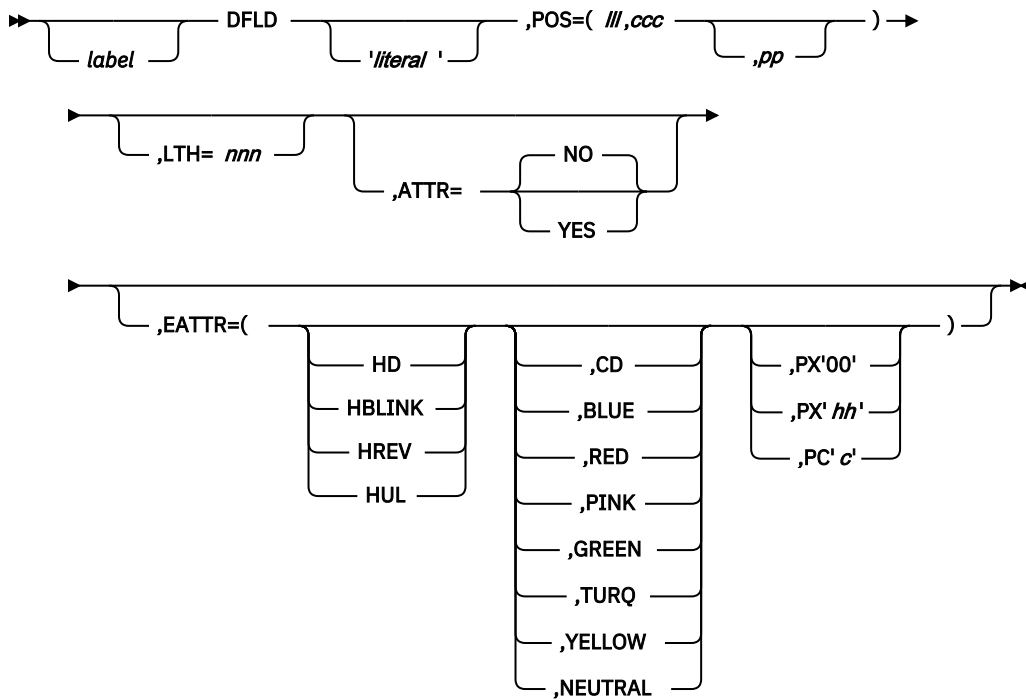 DFLD ,POS=( lll ,ccc )
label 'literal ' ,pp
,LTH= nnn NO
,ATTR=
YES
,EATTR=( )
HD ,CD ,PX'00'
HBLINK ,BLUE ,PX' hh '
HREV ,RED ,PC' c'
HUL ,PINK
,GREEN
,TURQ
,YELLOW
,NEUTRAL